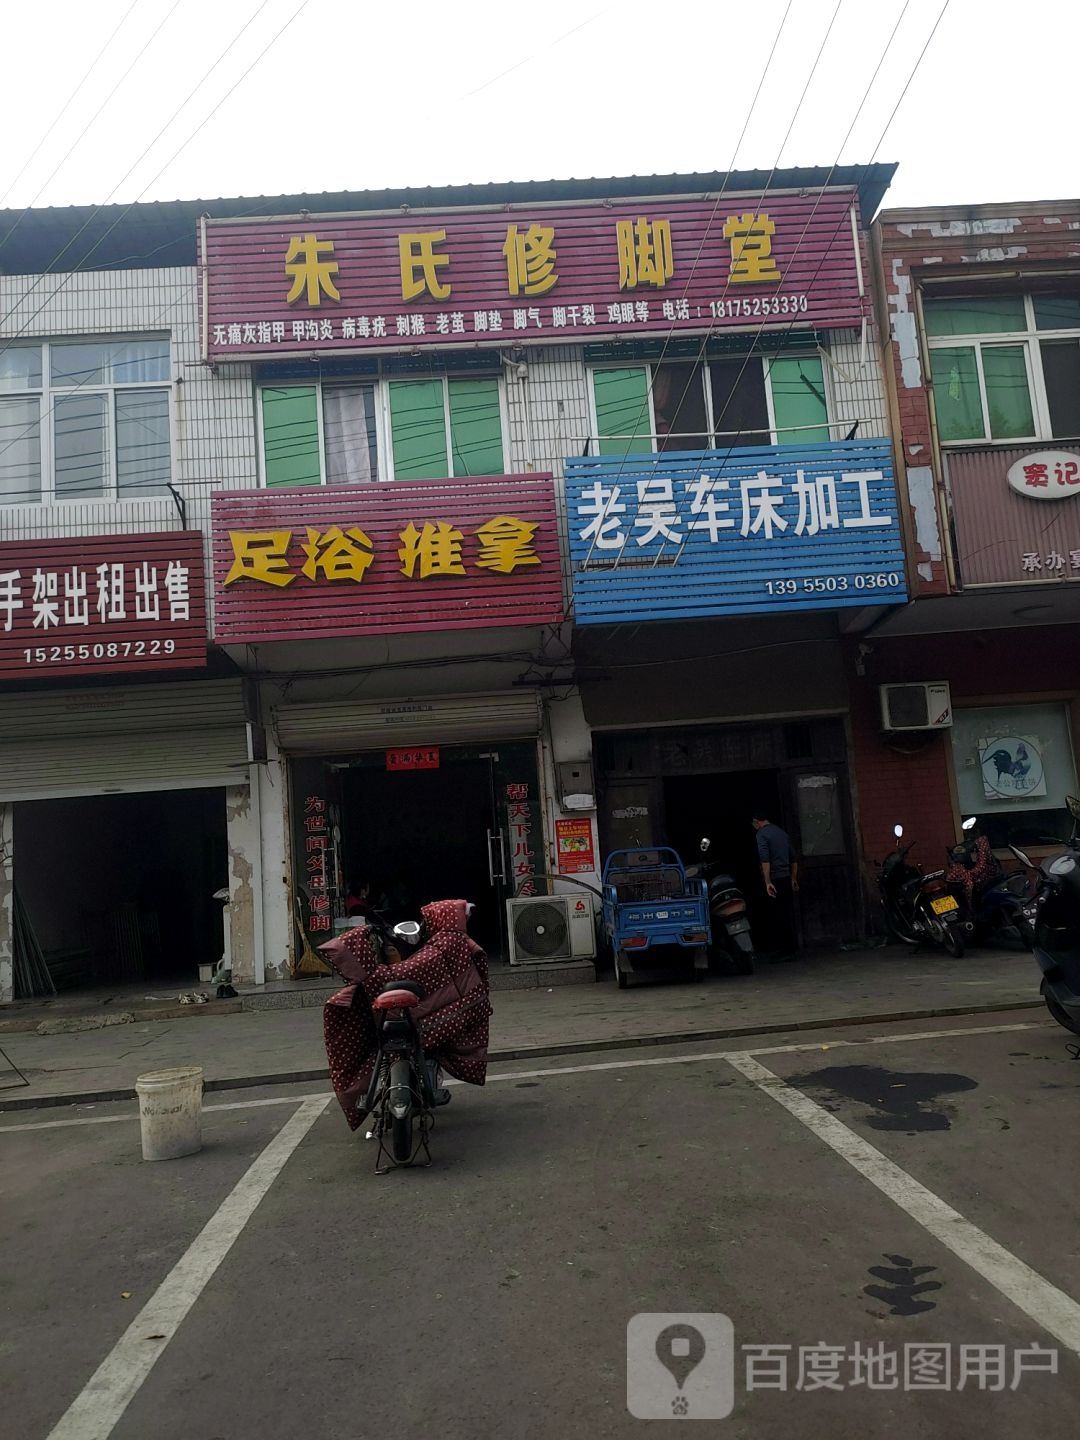 朱氏修脚堂
无痛灰指甲 甲沟炎 病毒疣 刺猴 老茧 脚垫 脚气 脚干裂 鸡眼等 电话：18175253330
手架出租出售
15255087229
足浴 推拿
老吴车床加工
139 5503 0360
窦记
承办宴
为世间父母修脚
帮天下儿女尽
百度地图用户